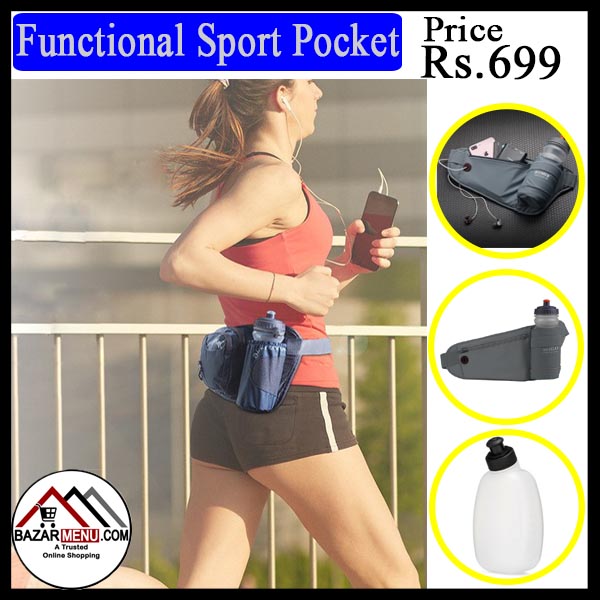 Functional Sport Pocket
Price
Rs.699
BAZARMENU.COM
A Trusted
Online Shopping